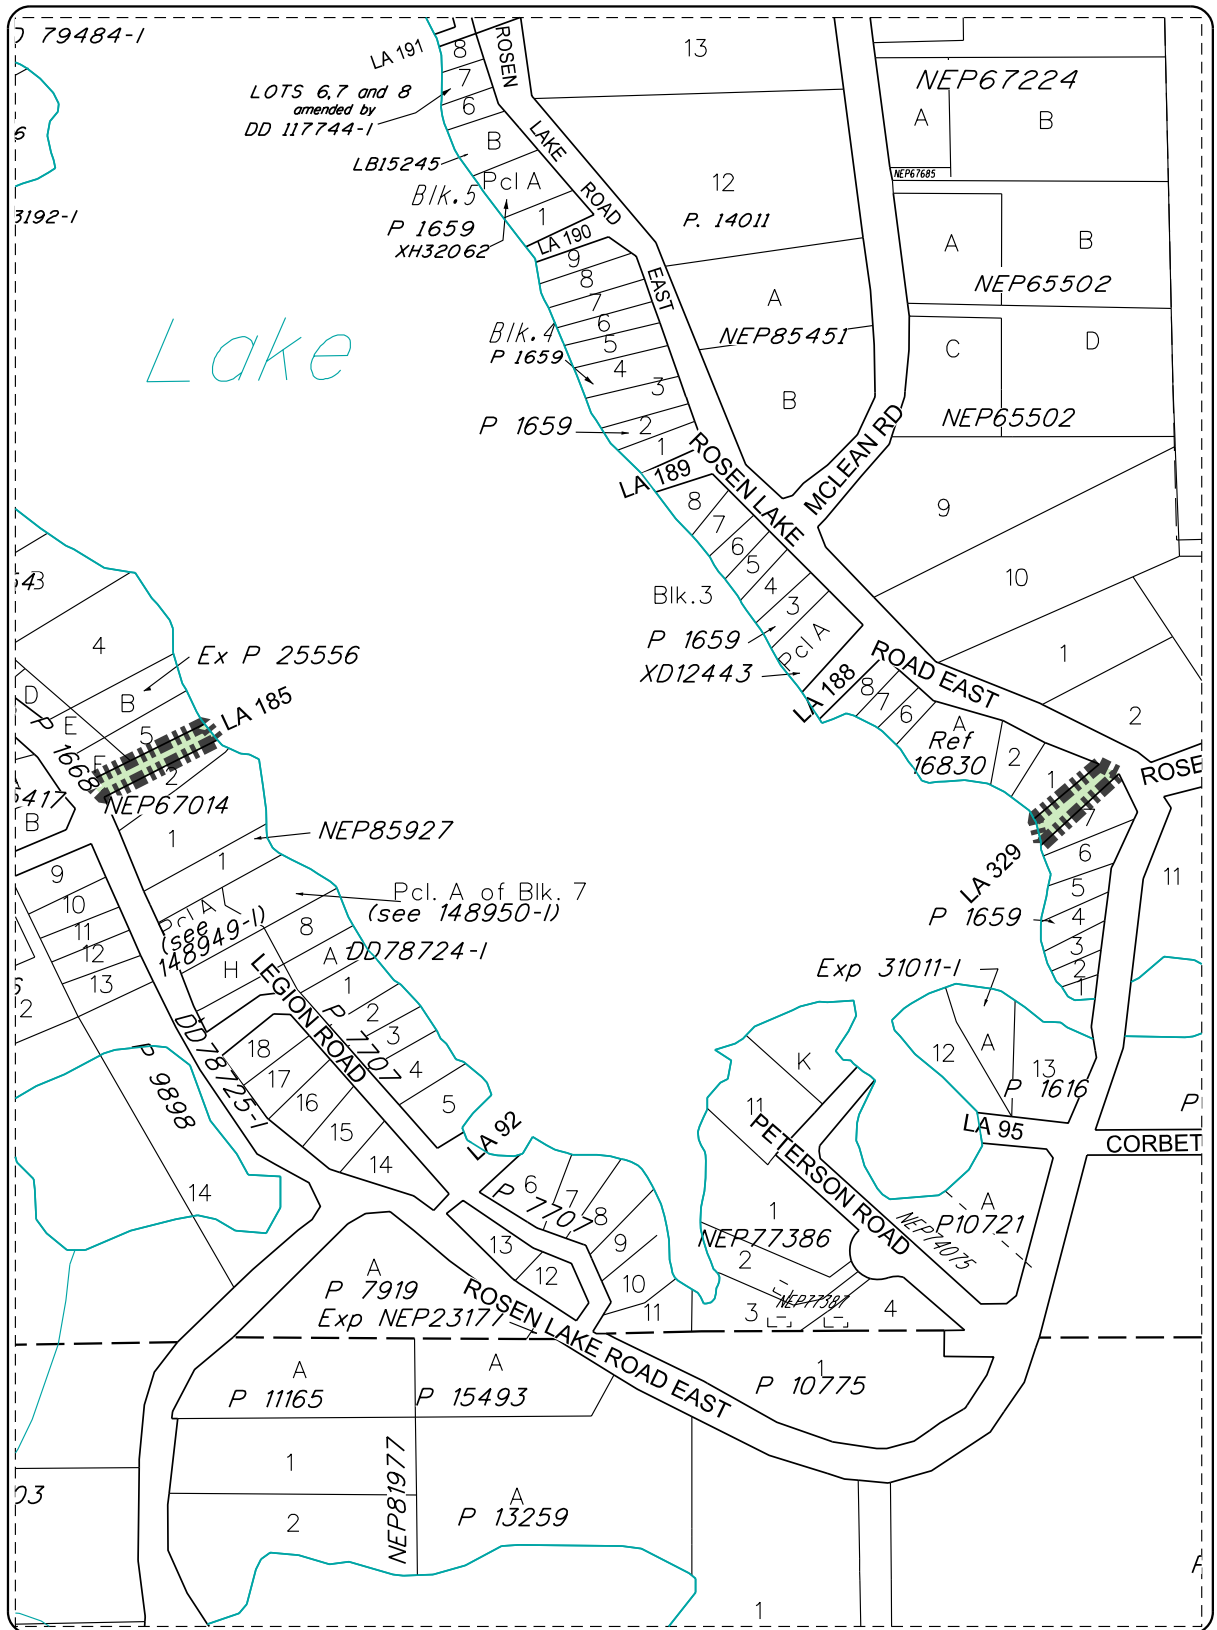 79484-I
LA 191
8
7
6
ROSEN
13
NEP67224
A
B
LOTS 6,7 and 8
amended by
DD 117744-I
LAKE
B
LB15245
NEP67685
3192-I
Blk.5
Pcl A
ROAD
12
P. 14011
P 1659
XH32062
1
LA 190
9
8
7
6
5
4
3
2
1
EAST
A
B
NEP65502
A
NEP85451
B
Lake
Blk.4
P 1659
P 1659
C
D
NEP65502
LA 189
ROSEN LAKE
MCLEAN RD
8
7
6
5
4
3
Pcl A
9
10
Blk.3
P 1659
XD12443
LA 188
ROAD EAST
1
2
B
4
Ex P 25556
B
D
E
F
5
LA 185
P 1668
2
NEP67014
1
8
7
6
A
Ref
16830
2
1
ROSE
7
6
5
4
3
2
1
LA 329
P 1659
11
417
B
NEP85927
1
9
10
11
12
13
2
Pcl. A of Blk. 7
(see 148950-I)
Pcl A
(see
148949-I)
8
A
DD78724-I
H
LEGION ROAD
1
2
3
4
5
P 7707
DD78725-I
P 9898
18
17
16
15
14
14
LA 92
Exp 31011-I
12
A
13
P 1616
K
11
LA 95
P
CORBET
PETERSON ROAD
6
7
8
9
10
11
P 7707
1
NEP77386
2
3
NEP77387
4
NEP74075
A
P10721
13
12
A
P 7919
Exp NEP23177
ROSEN LAKE ROAD EAST
A
P 11165
A
P 15493
1
P 10775
1
2
NEP81977
A
P 13259
03
1